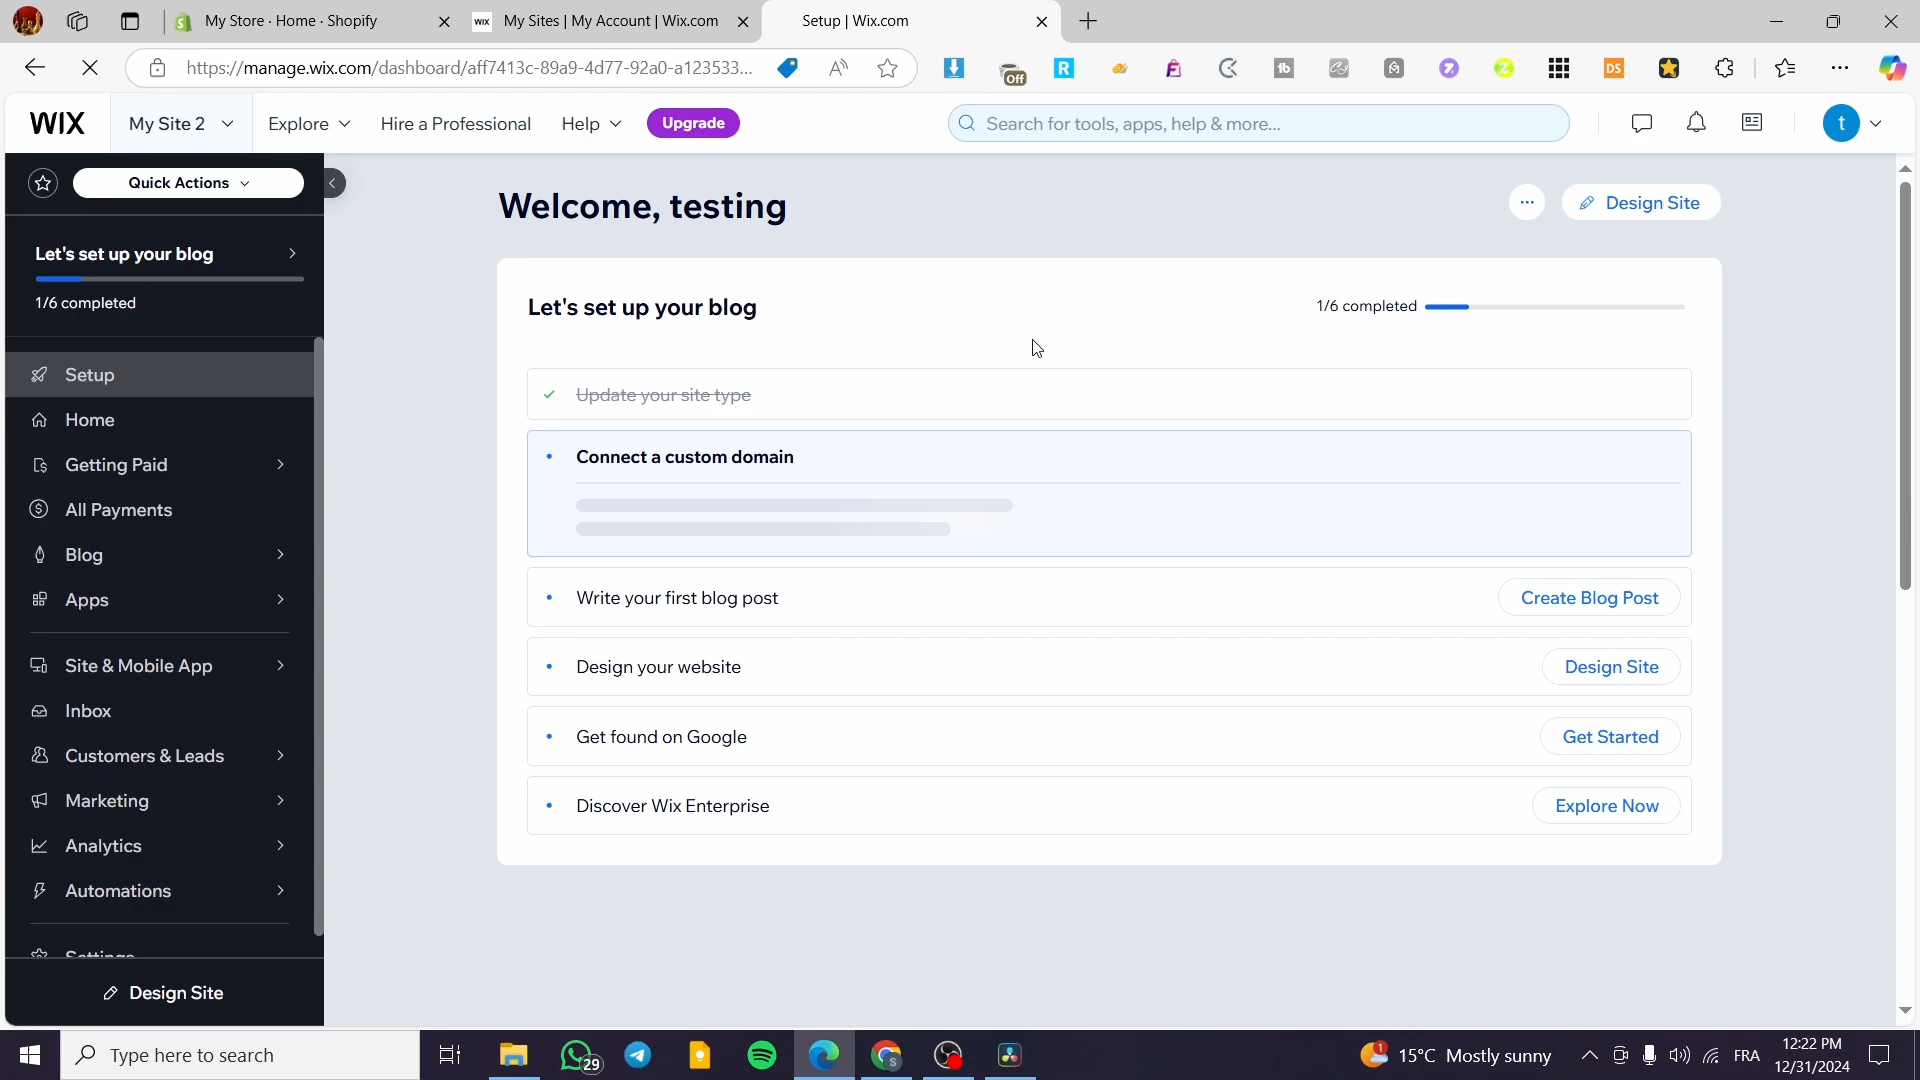 My Store · Home · Shopify
WIX My Sites | My Account | Wix.com
Setup | Wix.com
https://manage.wix.com/dashboard/aff7413c-89a9-4d77-92a0-a123533...
Off
WIX
My Site 2
Explore
Hire a Professional
Help
Upgrade
Search for tools, apps, help & more...
t
Quick Actions
Let's set up your blog
1/6 completed
Setup
Home
Getting Paid
All Payments
Blog
Apps
Site & Mobile App
Inbox
Customers & Leads
Marketing
Analytics
Automations
Settings
Design Site
Welcome, testing
Design Site
Let's set up your blog
1/6 completed
Update your site type
Connect a custom domain
Write your first blog post
Create Blog Post
Design your website
Design Site
Get found on Google
Get Started
Discover Wix Enterprise
Explore Now
Type here to search
29
1
15°C Mostly sunny
FRA
12:22 PM
12/31/2024